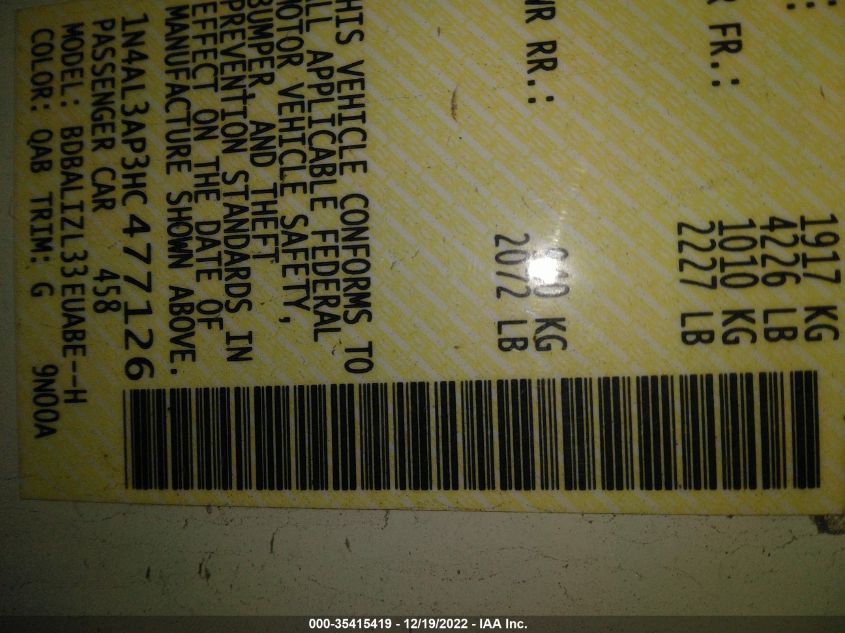 : 1917 KG
4226 LB
R FR.: 1010 KG
2227 LB
WR RR.: KG
2072 LB
HIS VEHICLE CONFORMS TO
LL APPLICABLE FEDERAL
OTOR VEHICLE SAFETY,
BUMPER, AND THEFT
PREVENTION STANDARDS IN
EFFECT ON THE DATE OF
MANUFACTURE SHOWN ABOVE.
1N4AL3AP3HC477126
PASSENGER CAR 458
MODEL: BDBALIZL33EUABE--H
COLOR: QAB TRIM: G 9N00A
000-35415419 - 12/19/2022 - IAA Inc.